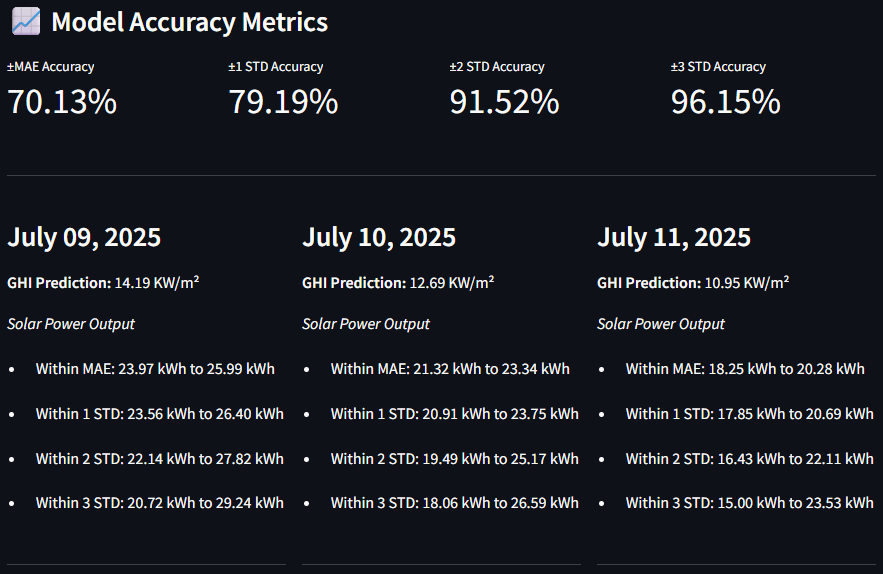 Model Accuracy Metrics
±MAE Accuracy
70.13%
±1 STD Accuracy
79.19%
±2 STD Accuracy
91.52%
±3 STD Accuracy
96.15%
July 09, 2025
GHI Prediction: 14.19 KW/m²
Solar Power Output
• Within MAE: 23.97 kWh to 25.99 kWh
• Within 1 STD: 23.56 kWh to 26.40 kWh
• Within 2 STD: 22.14 kWh to 27.82 kWh
• Within 3 STD: 20.72 kWh to 29.24 kWh
July 10, 2025
GHI Prediction: 12.69 KW/m²
Solar Power Output
• Within MAE: 21.32 kWh to 23.34 kWh
• Within 1 STD: 20.91 kWh to 23.75 kWh
• Within 2 STD: 19.49 kWh to 25.17 kWh
• Within 3 STD: 18.06 kWh to 26.59 kWh
July 11, 2025
GHI Prediction: 10.95 KW/m²
Solar Power Output
• Within MAE: 18.25 kWh to 20.28 kWh
• Within 1 STD: 17.85 kWh to 20.69 kWh
• Within 2 STD: 16.43 kWh to 22.11 kWh
• Within 3 STD: 15.00 kWh to 23.53 kWh